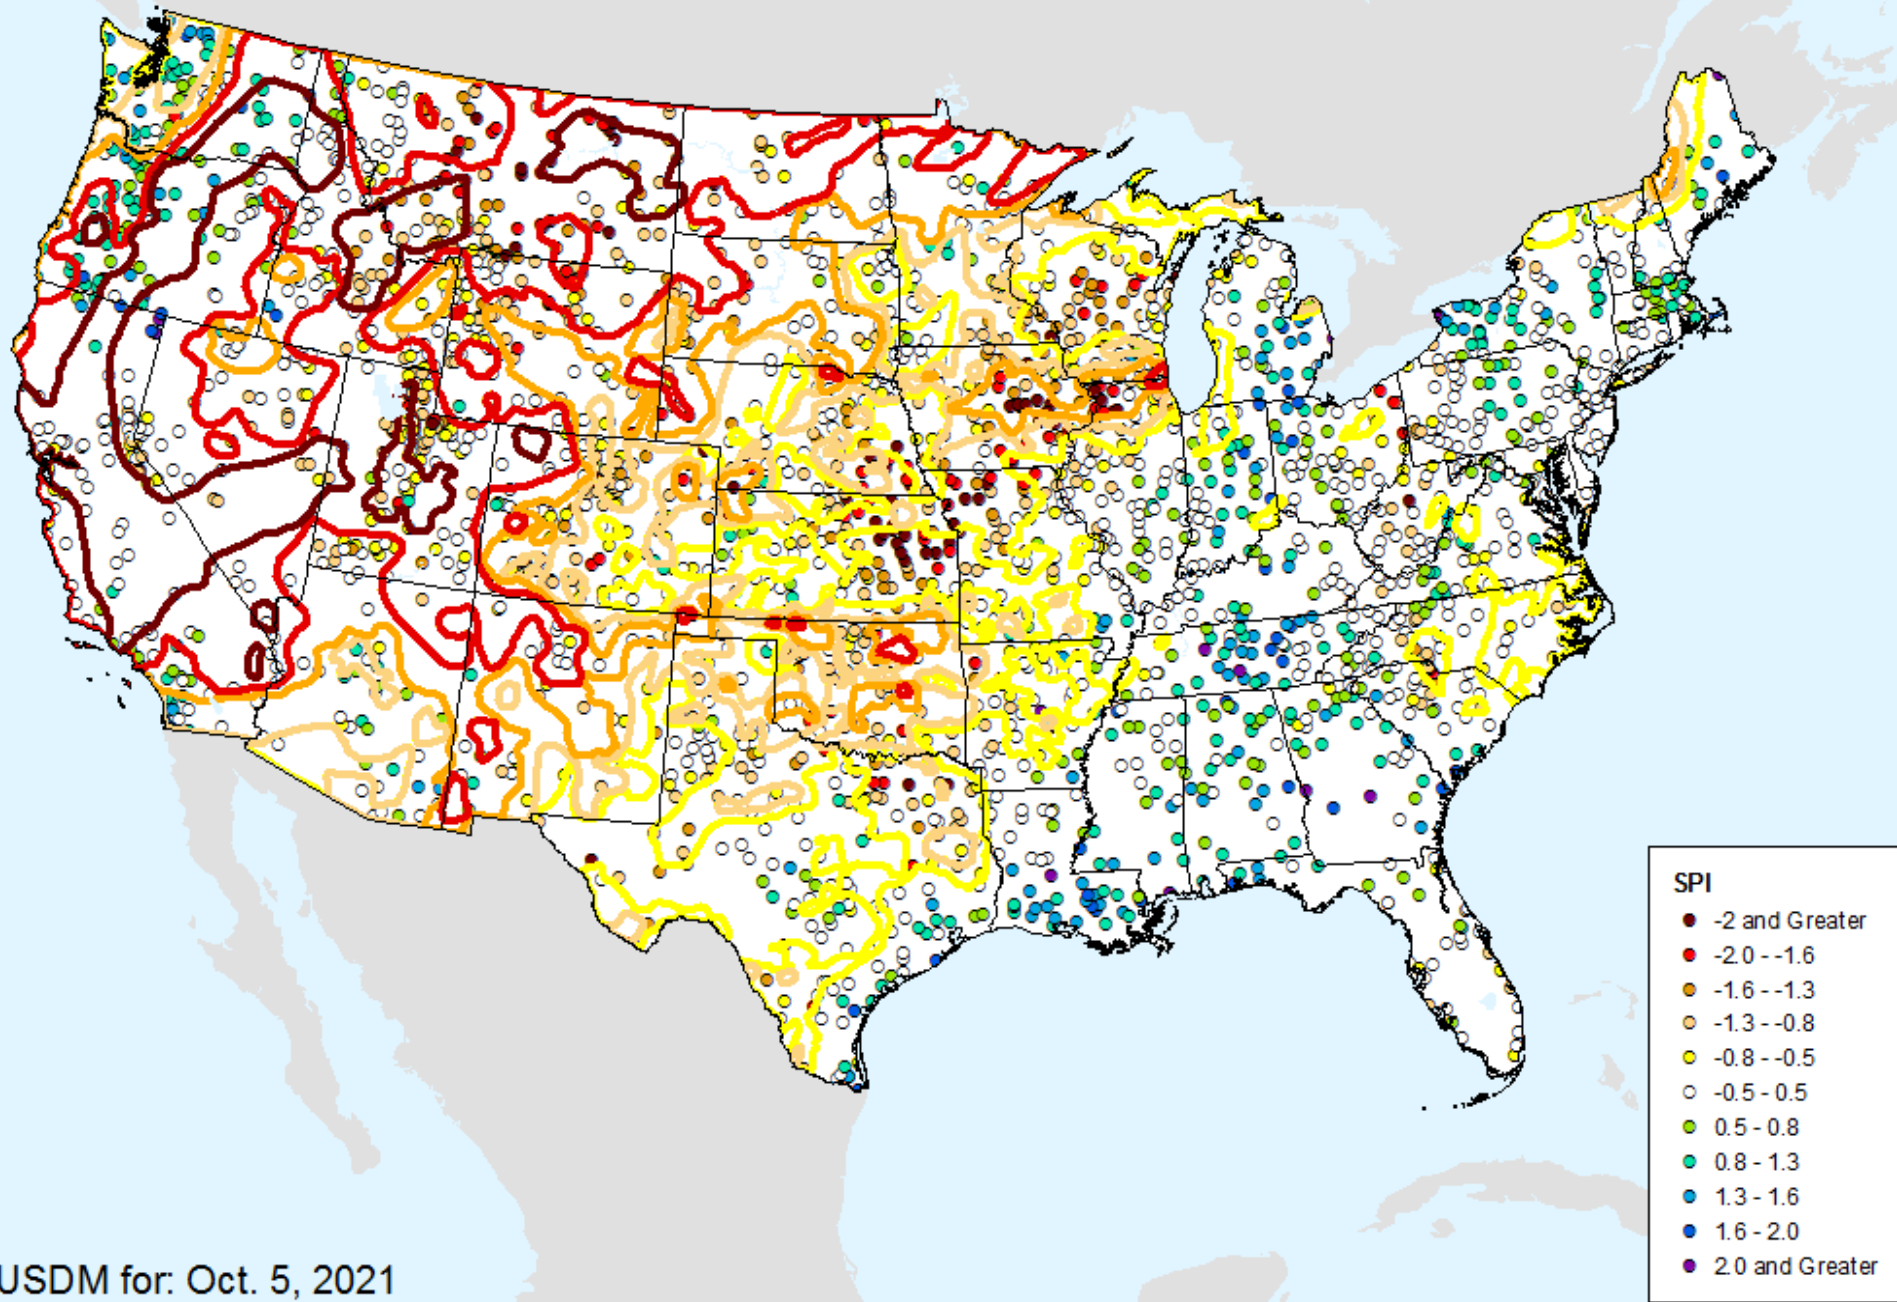 SPI
-2 and Greater
-2.0 - -1.6
-1.6 - -1.3
-1.3 - -0.8
-0.8 - -0.5
-0.5 - 0.5
0.5 - 0.8
0.8 - 1.3
1.3 - 1.6
1.6 - 2.0
2.0 and Greater
USDM for: Oct. 5, 2021